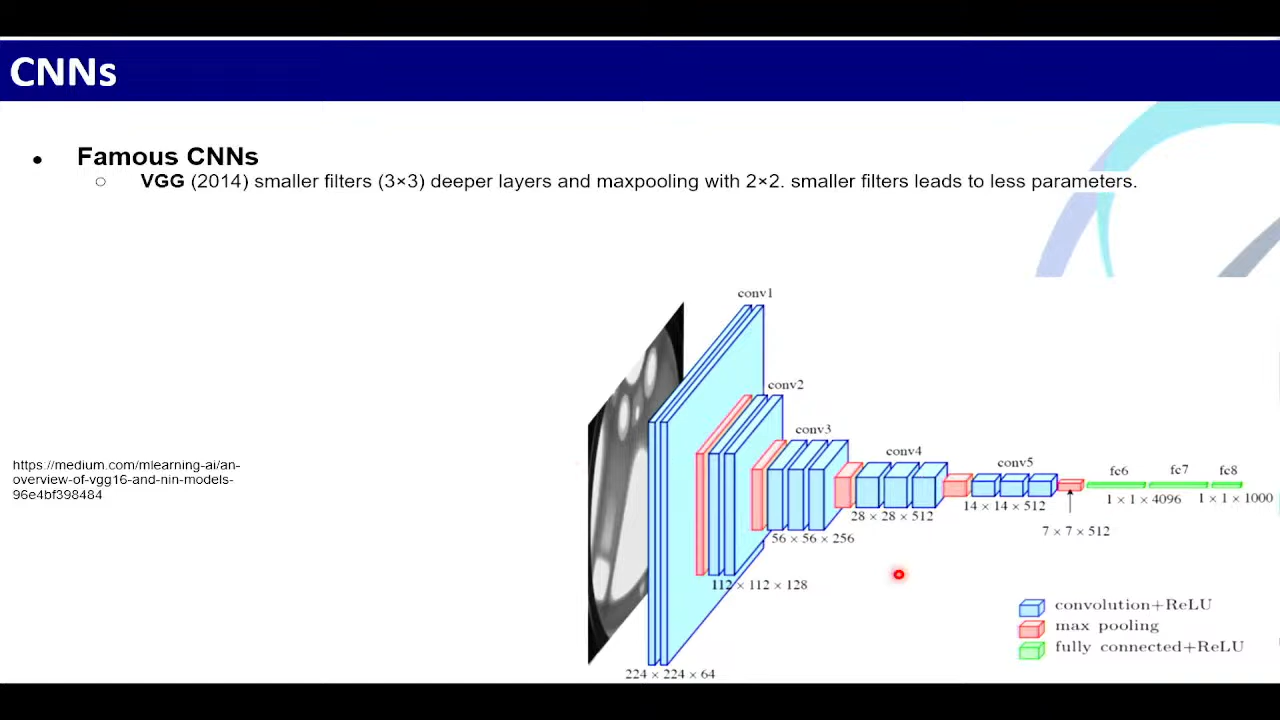 CNNs
● Famous CNNs
○ VGG (2014) smaller filters (3×3) deeper layers and maxpooling with 2×2. smaller filters leads to less parameters.
conv1
conv2
conv3
conv4
conv5
fc6
fc7
fc8
1 × 1 × 4096
1 × 1 × 1000
14 × 14 × 512
28 × 28 × 512
7 × 7 × 512
56 × 56 × 256
112 × 112 × 128
224 × 224 × 64
https://medium.com/mlearning-ai/an-
overview-of-vgg16-and-nin-models-
96e4bf398484
convolution+ReLU
max pooling
fully connected+ReLU